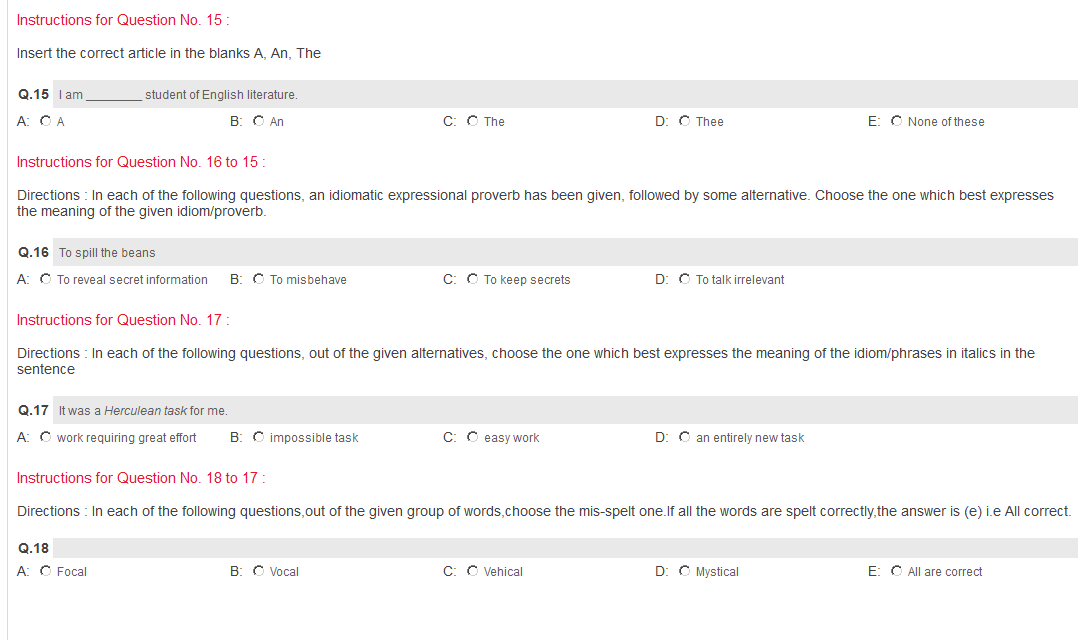 Instructions for Question No. 15 :
Insert the correct article in the blanks A, An, The
Q.15 I am ________ student of English literature.
A: A B: An C: The D: Thee E: None of these
Instructions for Question No. 16 to 15 :
Directions : In each of the following questions, an idiomatic expressional proverb has been given, followed by some alternative. Choose the one which best expresses
the meaning of the given idiom/proverb.
Q.16 To spill the beans
A: To reveal secret information B: To misbehave C: To keep secrets D: To talk irrelevant
Instructions for Question No. 17 :
Directions : In each of the following questions, out of the given alternatives, choose the one which best expresses the meaning of the idiom/phrases in italics in the
sentence
Q.17 It was a Herculean task for me.
A: work requiring great effort B: impossible task C: easy work D: an entirely new task
Instructions for Question No. 18 to 17 :
Directions : In each of the following questions,out of the given group of words,choose the mis-spelt one.If all the words are spelt correctly,the answer is (e) i.e All correct.
Q.18
A: Focal B: Vocal C: Vehical D: Mystical E: All are correct